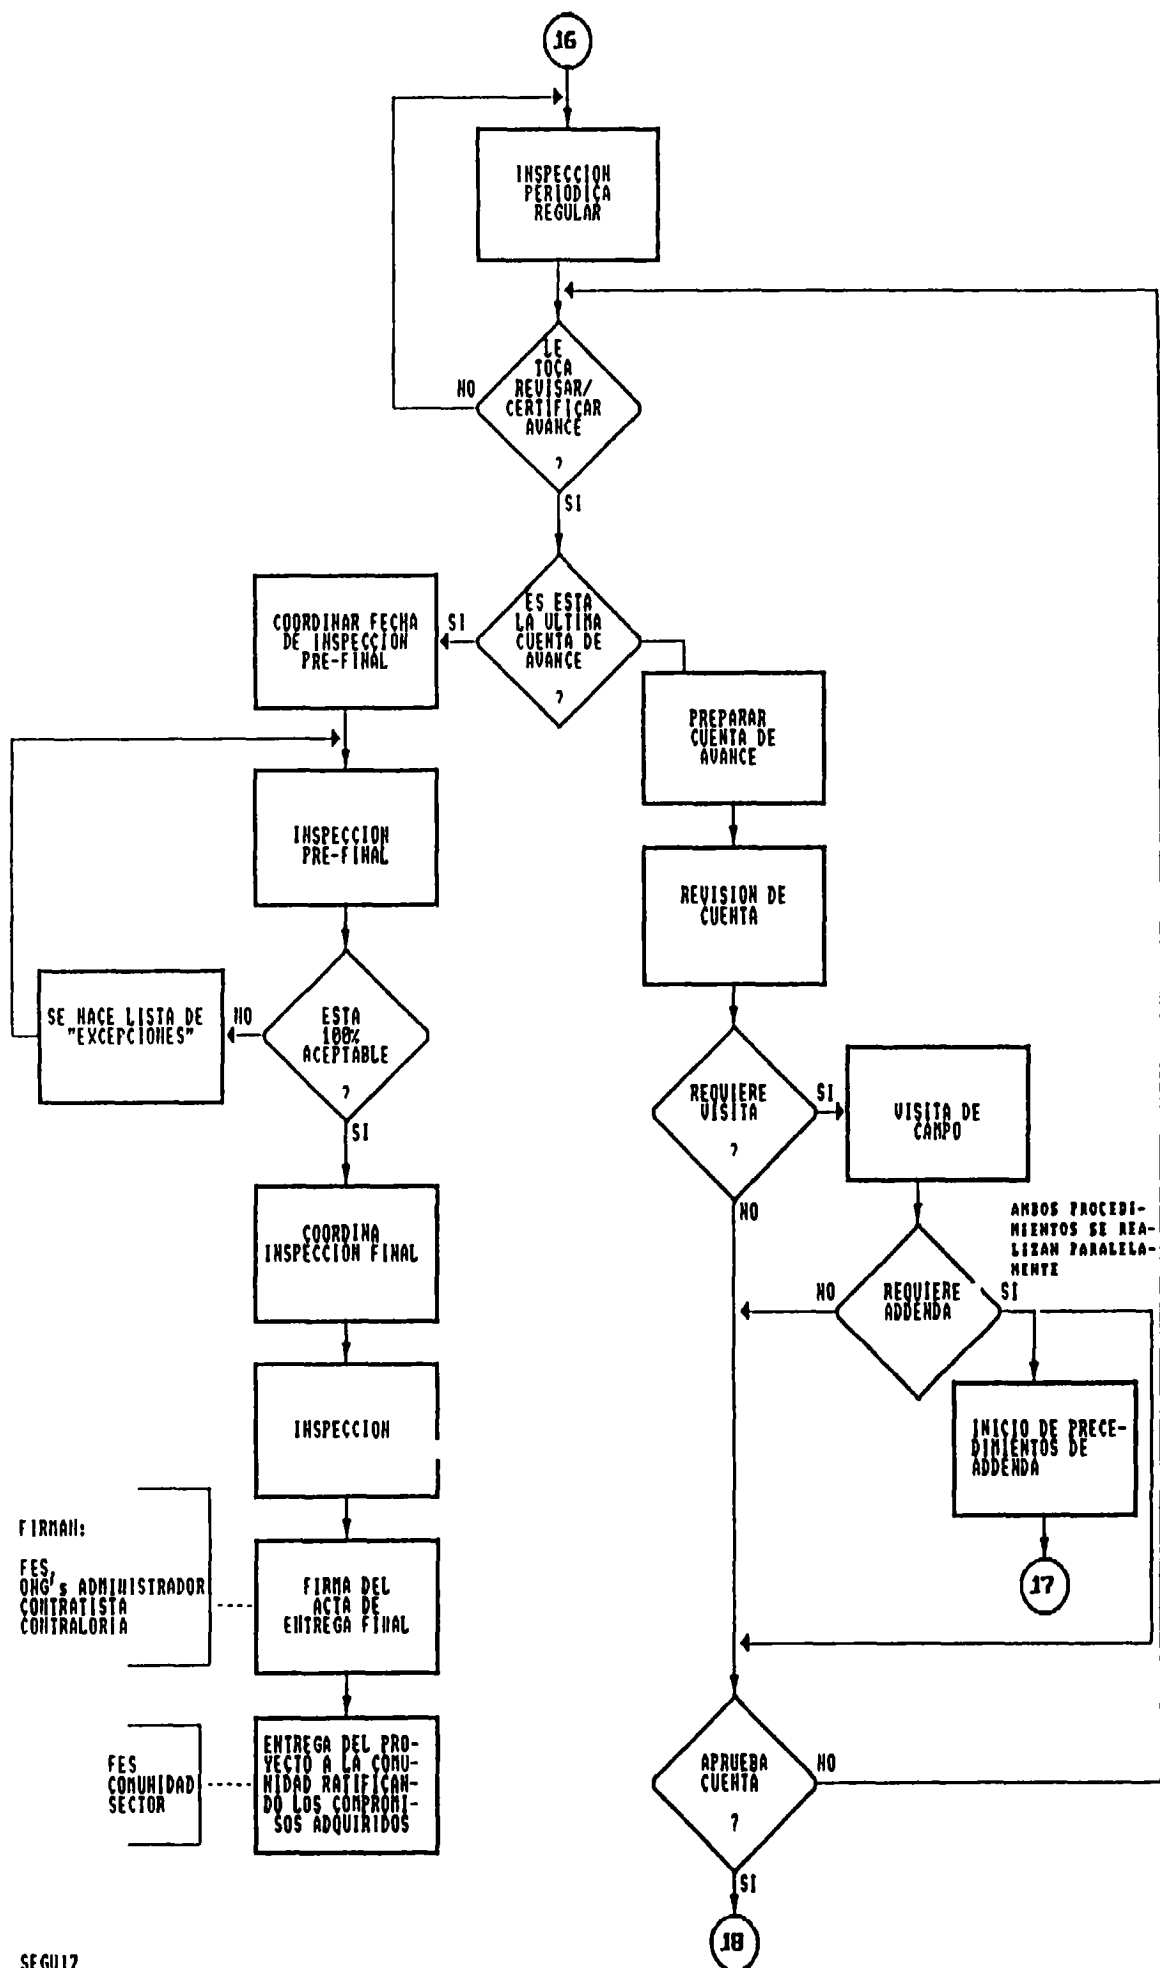 16
INSPECCION
PERIODICA
REGULAR
LE
TOCA
REVISAR/
CERTIFICAR
AVANCE
?
NO
SI
ES ESTA
LA ULTIMA
CUENTA DE
AVANCE
?
SI
COORDINAR FECHA
DE INSPECCION
PRE-FINAL
PREPARAR
CUENTA DE
AVANCE
INSPECCION
PRE-FINAL
REVISION DE
CUENTA
SE HACE LISTA DE
"EXCEPCIONES"
NO
ESTA
100%
ACEPTABLE
?
SI
REQUIERE
VISITA
?
SI
NO
VISITA DE
CAMPO
COORDINA
INSPECCION FINAL
AMBOS PROCEDI-
MIENTOS SE REA-
LIZAN PARALELA-
MENTE
NO
REQUIERE
ADDENDA
SI
INSPECCION
INICIO DE PRECE-
DIMIENTOS DE
ADDENDA
17
FIRMAN:
FES,
ONG's ADMINISTRADOR
CONTRATISTA
CONTRALORIA
FIRMA DEL
ACTA DE
ENTREGA FINAL
FES
COMUNIDAD
SECTOR
ENTREGA DEL PRO-
YECTO A LA COMU-
NIDAD RATIFICAN-
DO LOS COMPROMI-
SOS ADQUIRIDOS
APRUEBA
CUENTA
?
NO
SI
18
SEGU17